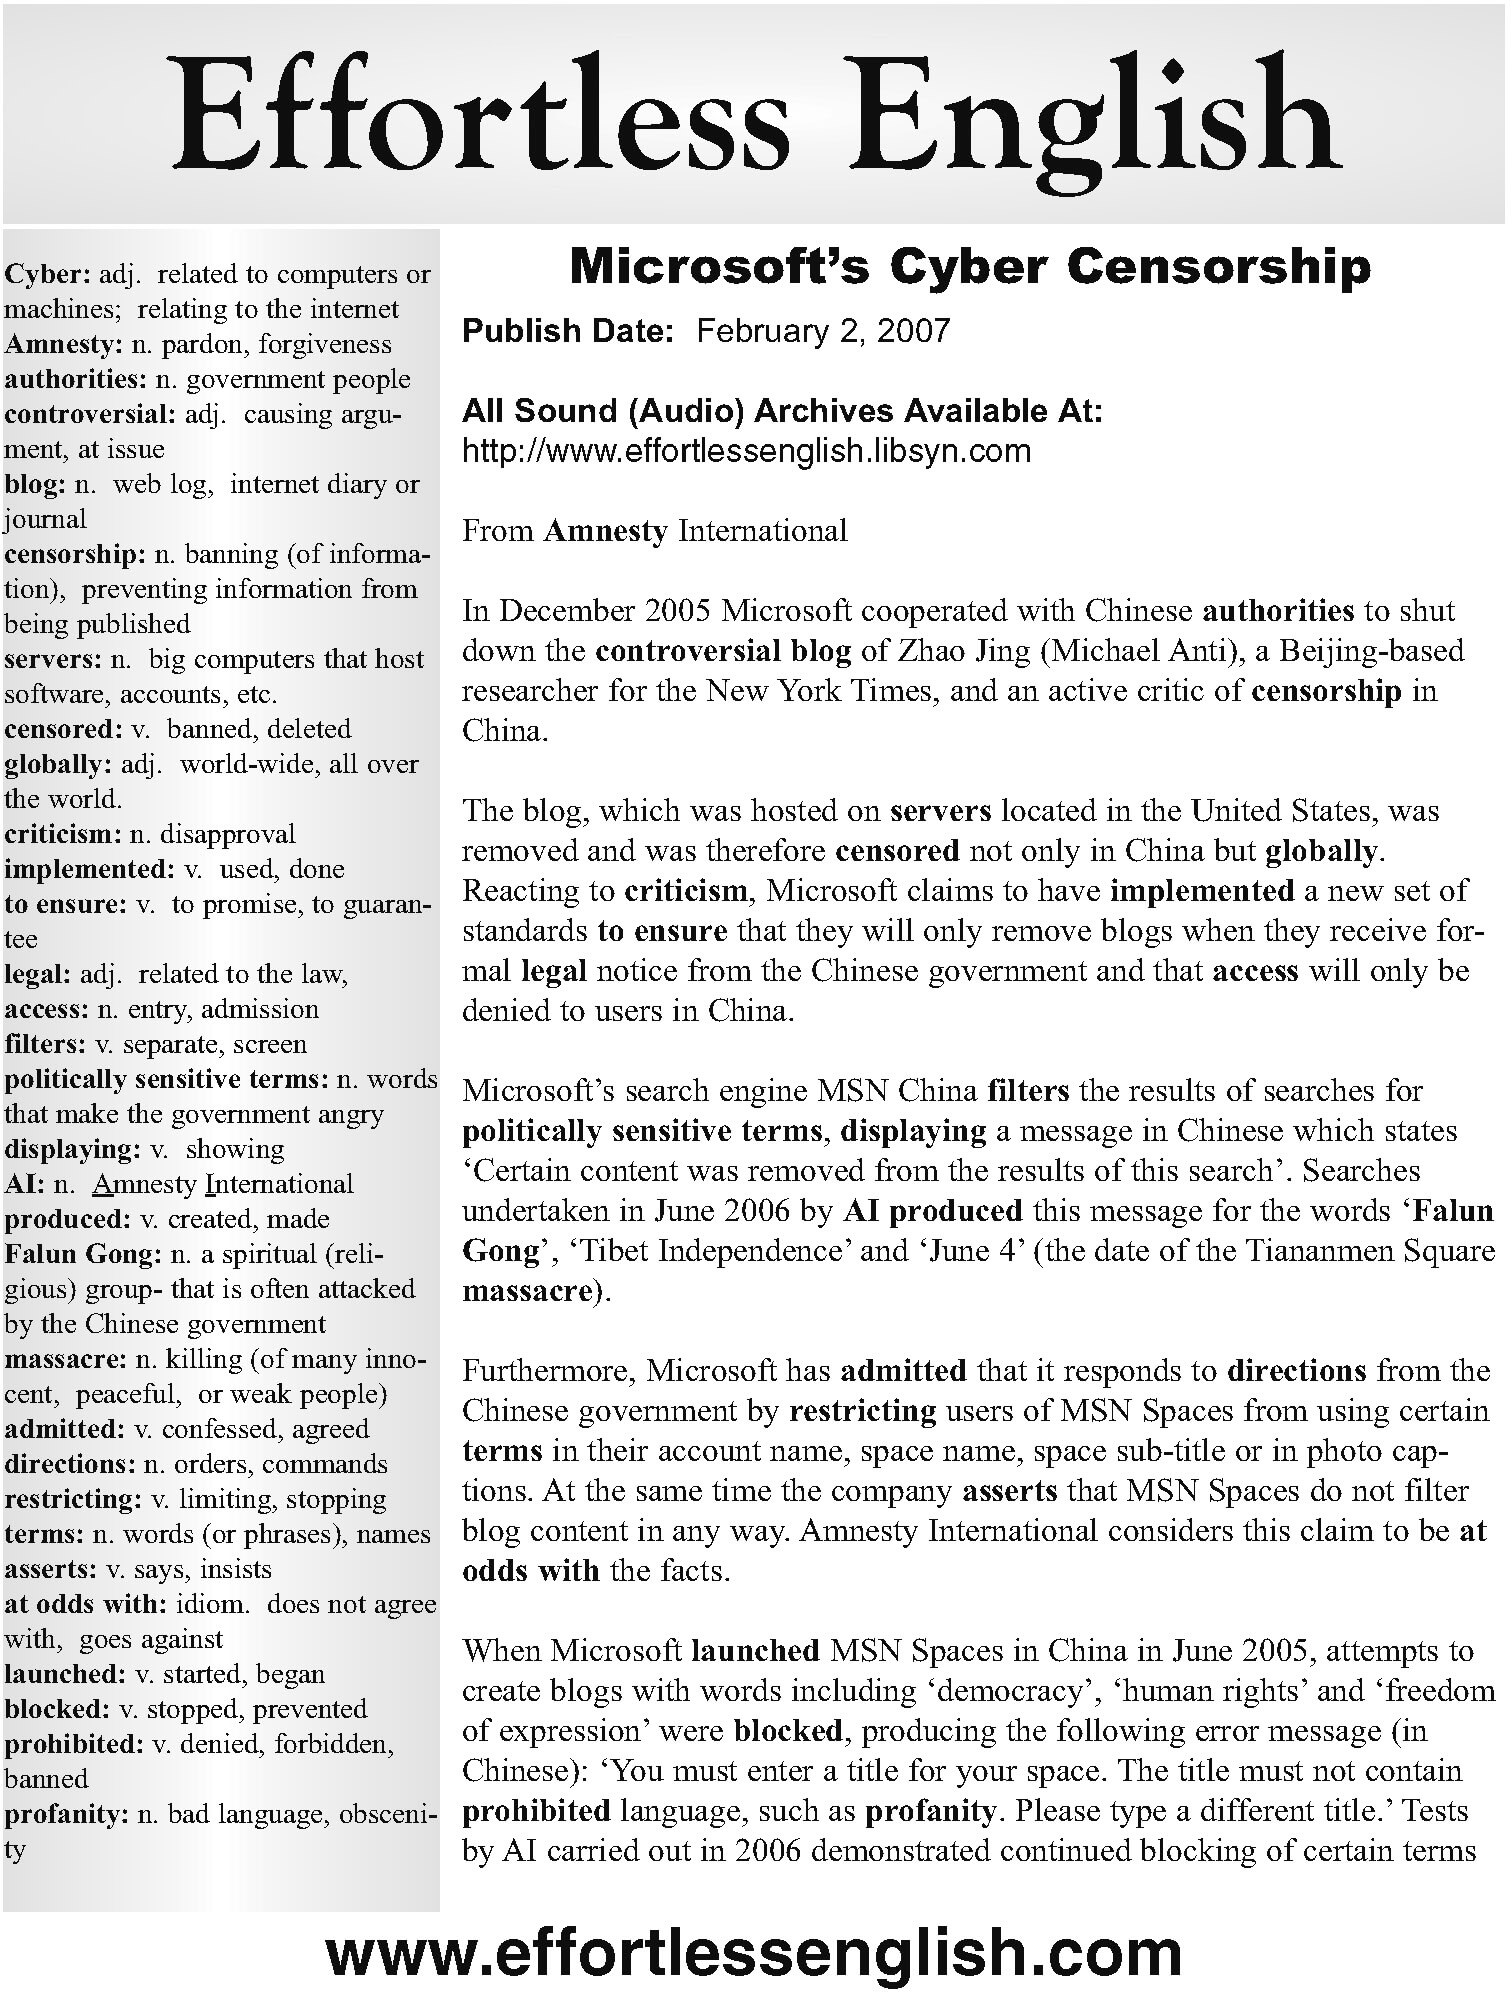 Effortless English
Cyber: adj. related to computers or
machines; relating to the internet
Amnesty: n. pardon, forgiveness
authorities: n. government people
controversial: adj. causing argu-
ment, at issue
blog: n. web log, internet diary or
journal
censorship: n. banning (of informa-
tion), preventing information from
being published
servers: n. big computers that host
software, accounts, etc.
censored: v. banned, deleted
globally: adj. world-wide, all over
the world.
criticism: n. disapproval
implemented: v. used, done
to ensure: v. to promise, to guaran-
tee
legal: adj. related to the law,
access: n. entry, admission
filters: v. separate, screen
politically sensitive terms: n. words
that make the government angry
displaying: v. showing
AI: n. Amnesty International
produced: v. created, made
Falun Gong: n. a spiritual (reli-
gious) group- that is often attacked
by the Chinese government
massacre: n. killing (of many inno-
cent, peaceful, or weak people)
admitted: v. confessed, agreed
directions: n. orders, commands
restricting: v. limiting, stopping
terms: n. words (or phrases), names
asserts: v. says, insists
at odds with: idiom. does not agree
with, goes against
launched: v. started, began
blocked: v. stopped, prevented
prohibited: v. denied, forbidden,
banned
profanity: n. bad language, obsceni-
ty
Microsoft's Cyber Censorship
Publish Date: February 2, 2007
All Sound (Audio) Archives Available At:
http://www.effortlessenglish.libsyn.com
From Amnesty International
In December 2005 Microsoft cooperated with Chinese authorities to shut
down the controversial blog of Zhao Jing (Michael Anti), a Beijing-based
researcher for the New York Times, and an active critic of censorship in
China.
The blog, which was hosted on servers located in the United States, was
removed and was therefore censored not only in China but globally.
Reacting to criticism, Microsoft claims to have implemented a new set of
standards to ensure that they will only remove blogs when they receive for-
mal legal notice from the Chinese government and that access will only be
denied to users in China.
Microsoft's search engine MSN China filters the results of searches for
politically sensitive terms, displaying a message in Chinese which states
‘Certain content was removed from the results of this search’. Searches
undertaken in June 2006 by AI produced this message for the words ‘Falun
Gong’, ‘Tibet Independence’ and ‘June 4’ (the date of the Tiananmen Square
massacre).
Furthermore, Microsoft has admitted that it responds to directions from the
Chinese government by restricting users of MSN Spaces from using certain
terms in their account name, space name, space sub-title or in photo cap-
tions. At the same time the company asserts that MSN Spaces do not filter
blog content in any way. Amnesty International considers this claim to be at
odds with the facts.
When Microsoft launched MSN Spaces in China in June 2005, attempts to
create blogs with words including ‘democracy’, ‘human rights’ and ‘freedom
of expression’ were blocked, producing the following error message (in
Chinese): ‘You must enter a title for your space. The title must not contain
prohibited language, such as profanity. Please type a different title.’ Tests
by AI carried out in 2006 demonstrated continued blocking of certain terms
www.effortlessenglish.com